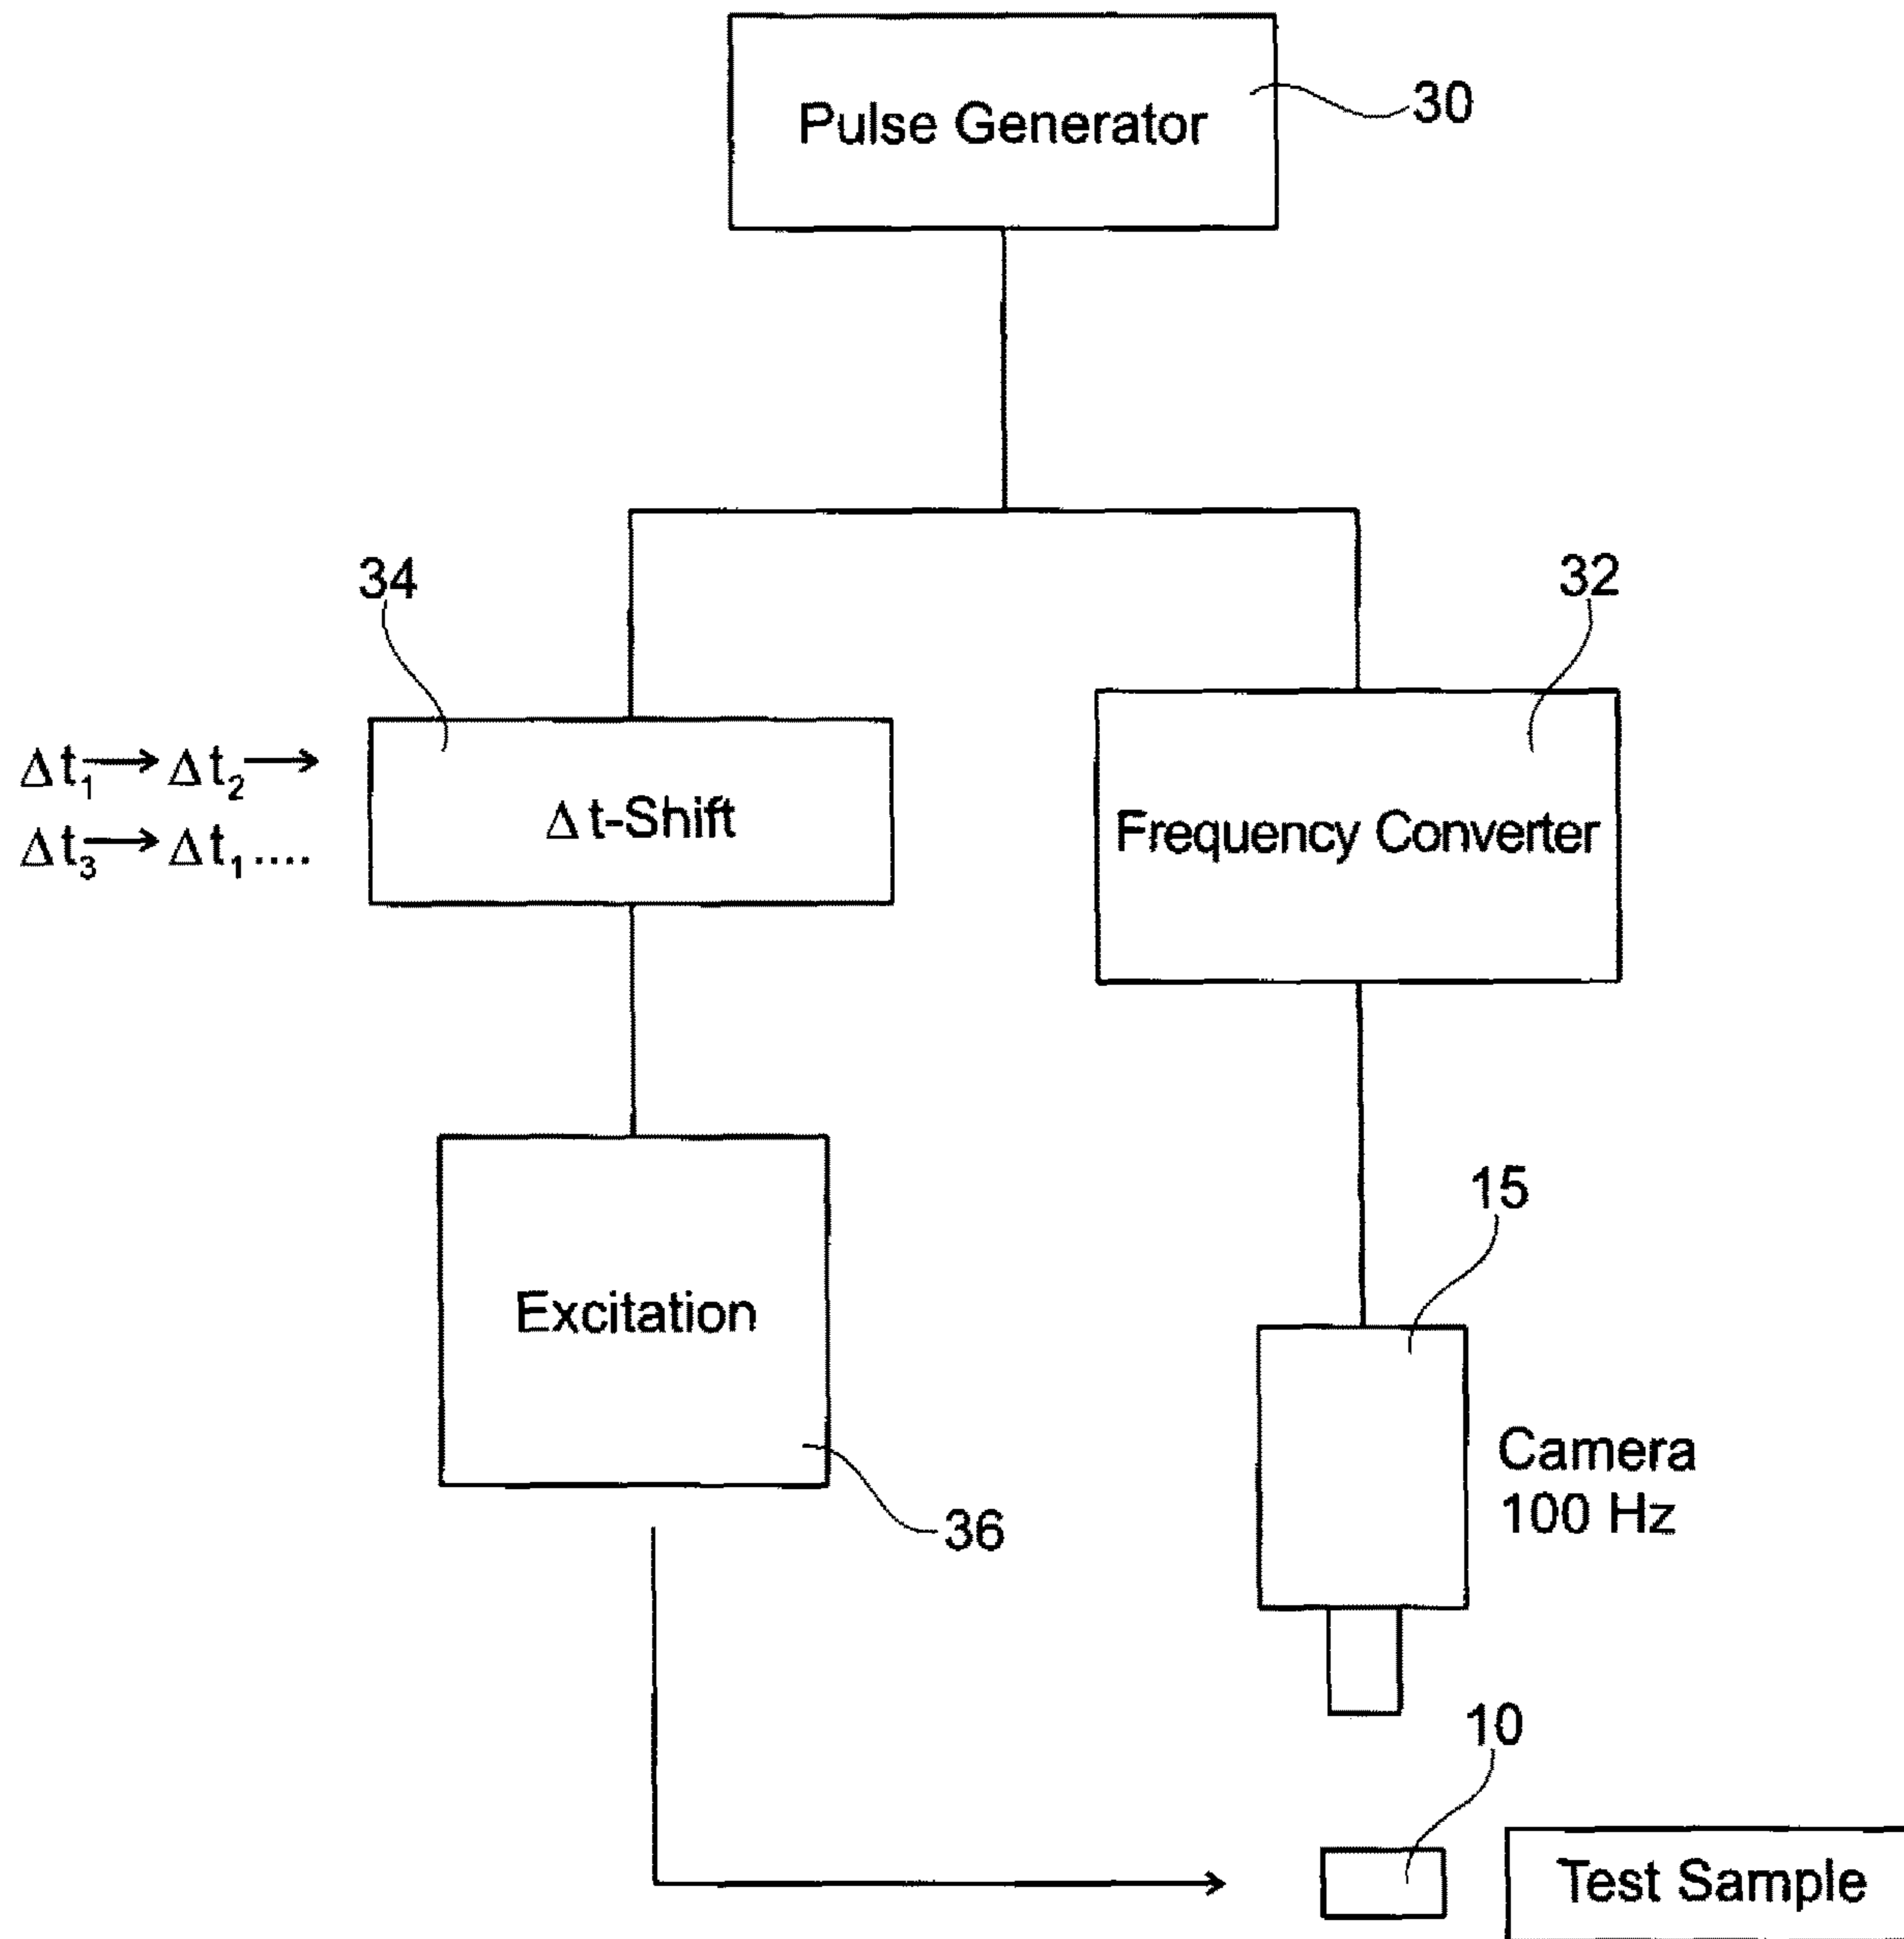 Pulse Generator
30
34
32
Δt₁→Δt₂→
Δt₃→Δt₁....
Δt-Shift
Frequency Converter
15
Excitation
Camera
100 Hz
36
10
Test Sample